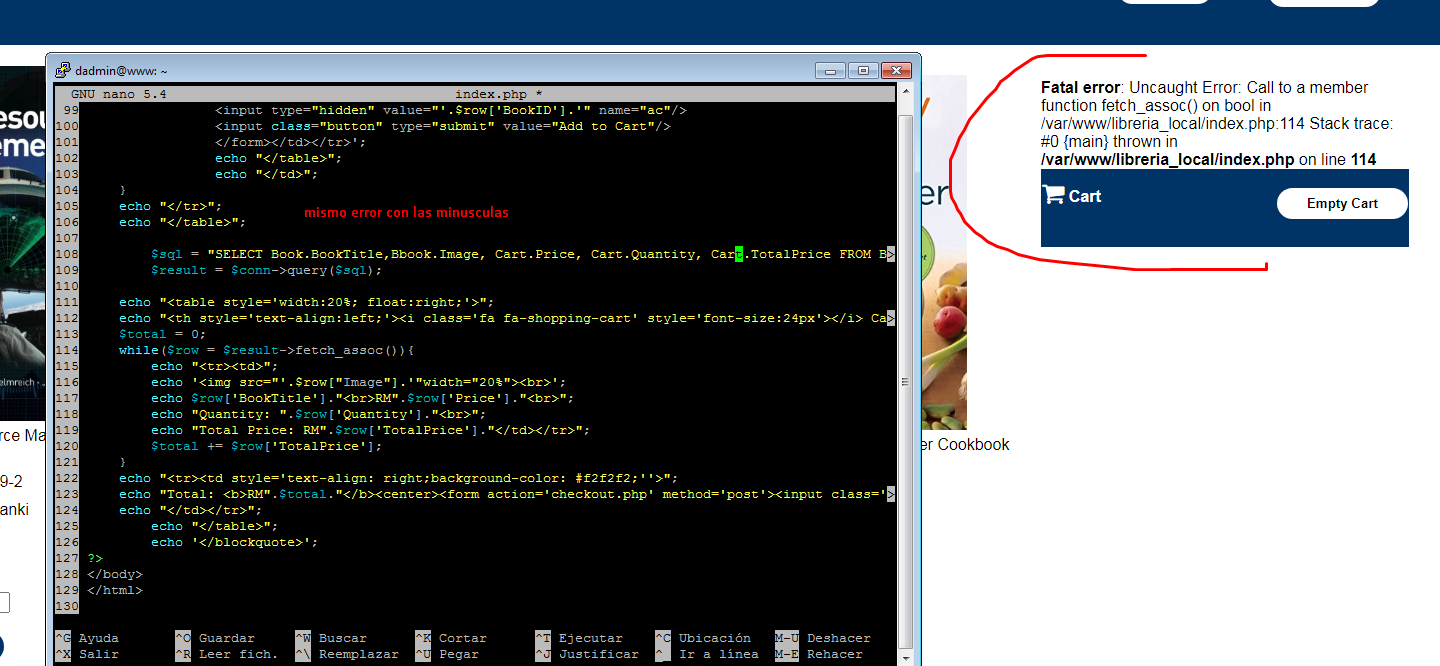 dadmin@www: ~
GNU nano 5.4 index.php *
99 <input type="hidden" value="'.$row['BookID'].'" name="ac"/>
100 <input class="button" type="submit" value="Add to Cart"/>
101 </form></td></tr>';
102 echo "</table>";
103 echo "</td>";
104 }
105 echo "</tr>";
106 echo "</table>";
mismo error con las minusculas
107
108 $sql = "SELECT Book.BookTitle,Bbook.Image, Cart.Price, Cart.Quantity, Cart.TotalPrice FROM B>
109 $result = $conn->query($sql);
110
111 echo "<table style='width:20%; float:right;'>";
112 echo "<th style='text-align:left;'><i class='fa fa-shopping-cart' style='font-size:24px'></i> Ca>
113 $total = 0;
114 while($row = $result->fetch_assoc()){
115 echo "<tr><td>";
116 echo '<img src="'.$row["Image"].'"width="20%"><br>';
117 echo $row['BookTitle']."<br>RM".$row['Price']."<br>";
118 echo "Quantity: ".$row['Quantity']."<br>";
119 echo "Total Price: RM".$row['TotalPrice']."</td></tr>";
120 $total += $row['TotalPrice'];
121 }
122 echo "<tr><td style='text-align: right;background-color: #f2f2f2;''>";
123 echo "Total: <b>RM".$total."</b><center><form action='checkout.php' method='post'><input class='>
124 echo "</td></tr>";
125 echo "</table>";
126 echo '</blockquote>';
127 ?>
128 </body>
129 </html>
130
^G Ayuda ^O Guardar ^W Buscar ^K Cortar ^T Ejecutar ^C Ubicación M-U Deshacer
^X Salir ^R Leer fich. ^\ Reemplazar ^U Pegar ^J Justificar ^_ Ir a línea M-E Rehacer
Fatal error: Uncaught Error: Call to a member
function fetch_assoc() on bool in
/var/www/libreria_local/index.php:114 Stack trace:
#0 {main} thrown in
/var/www/libreria_local/index.php on line 114
Cart
Empty Cart
esou
eme
elmreich
rce Ma
9-2
anki
er
er Cookbook